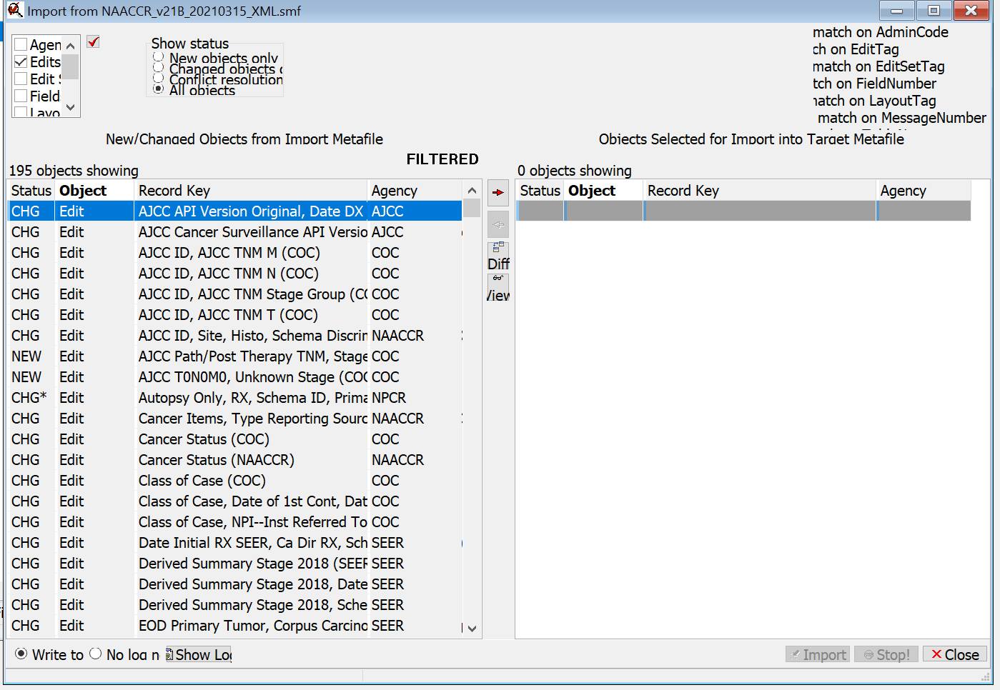 Import from NAACCR_v21B_20210315_XML.smf
Agen
Edits
Edit
Field
Layo
Show status
New objects only
Changed objects
Conflict resolution
All objects
match on AdminCode
ch on EditTag
match on EditSetTag
tch on FieldNumber
natch on LayoutTag
match on MessageNumber
New/Changed Objects from Import Metafile
Objects Selected for Import into Target Metafile
FILTERED
195 objects showing
0 objects showing
Status Object Record Key Agency
Status Object Record Key Agency
CHG Edit AJCC API Version Original, Date DX AJCC
CHG Edit AJCC Cancer Surveillance API Versio AJCC
CHG Edit AJCC ID, AJCC TNM M (COC) COC
CHG Edit AJCC ID, AJCC TNM N (COC) COC
CHG Edit AJCC ID, AJCC TNM Stage Group (CO COC
CHG Edit AJCC ID, AJCC TNM T (COC) COC
CHG Edit AJCC ID, Site, Histo, Schema Discrin NAACCR
NEW Edit AJCC Path/Post Therapy TNM, Stage COC
NEW Edit AJCC T0N0M0, Unknown Stage (COC COC
CHG* Edit Autopsy Only, RX, Schema ID, Prima NPCR
CHG Edit Cancer Items, Type Reporting Sourc NAACCR
CHG Edit Cancer Status (COC) COC
CHG Edit Cancer Status (NAACCR) NAACCR
CHG Edit Class of Case (COC) COC
CHG Edit Class of Case, Date of 1st Cont, Dat COC
CHG Edit Class of Case, NPI--Inst Referred To COC
CHG Edit Date Initial RX SEER, Ca Dir RX, Sch SEER
CHG Edit Derived Summary Stage 2018 (SEER SEER
CHG Edit Derived Summary Stage 2018, Date SEER
CHG Edit Derived Summary Stage 2018, Sche SEER
CHG Edit EOD Primary Tumor, Corpus Carcino SEER
Diff
View
Write to No log n Show Log
Import Stop! Close